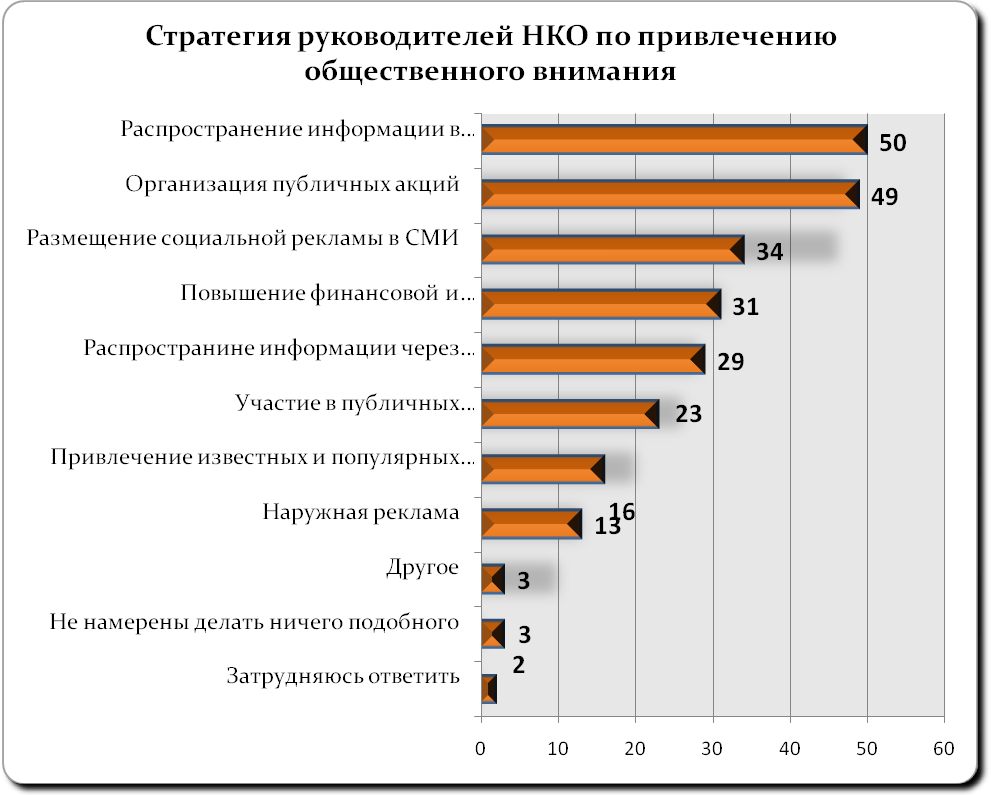 Стратегия руководителей НКО по привлечению
общественного внимания
Распространение информации в... 50
Организация публичных акций 49
Размещение социальной рекламы в СМИ 34
Повышение финансовой и... 31
Распространине информации через... 29
Участие в публичных... 23
Привлечение известных и популярных... 16
Наружная реклама 13
Другое 3
Не намерены делать ничего подобного 3
Затрудняюсь ответить 2
0 10 20 30 40 50 60